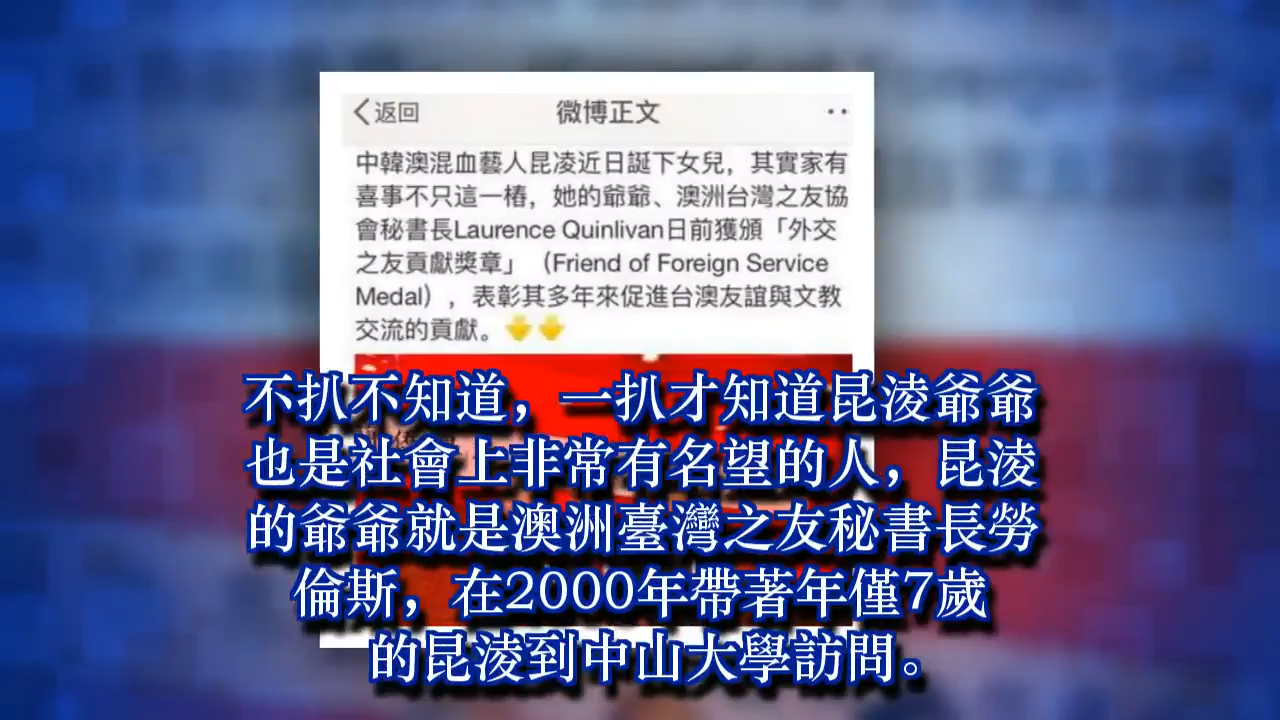 返回
微博正文
中韓澳混血藝人昆凌近日誕下女兒，其實家有
喜事不只這一樁，她的爺爺、澳洲台灣之友協
會秘書長Laurence Quinlivan日前獲頒「外交
之友貢獻獎章」（Friend of Foreign Service
Medal），表彰其多年來促進台澳友誼與文教
交流的貢獻。
不扒不知道，一扒才知道昆淩爺爺
也是社會上非常有名望的人，昆淩
的爺爺就是澳洲臺灣之友秘書長勞
倫斯，在2000年帶著年僅7歲
的昆淩到中山大學訪問。